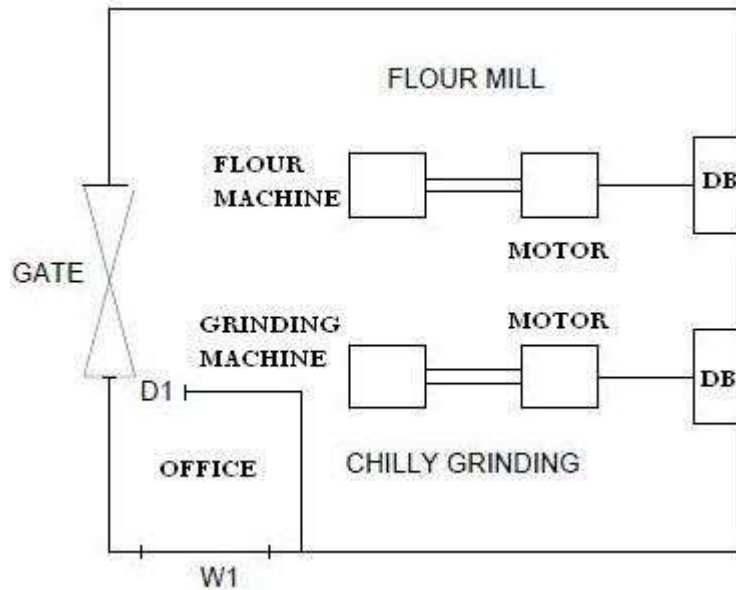 FLOUR MILL
FLOUR
MACHINE
DB
MOTOR
GATE
GRINDING
MACHINE
MOTOR
DB
D1
OFFICE
CHILLY GRINDING
W1